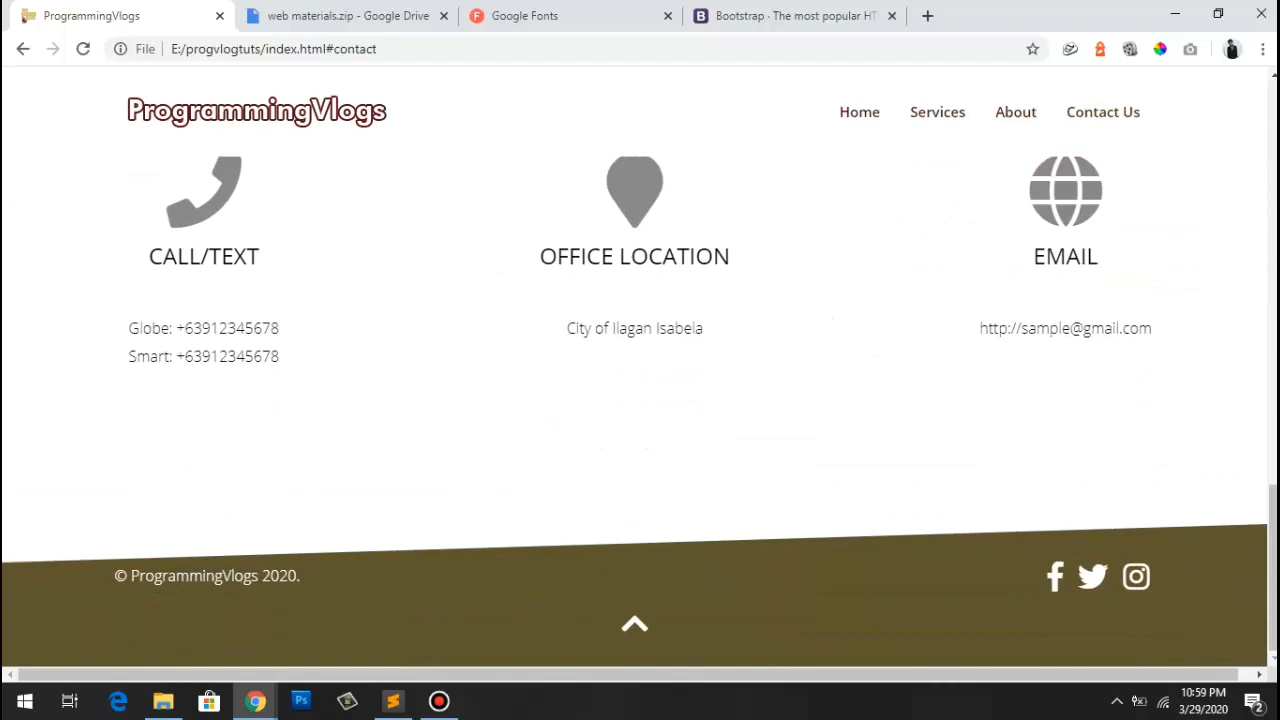 ProgrammingVlogs
web materials.zip - Google Drive
Google Fonts
Bootstrap · The most popular HT
File
E:/progvlogtuts/index.html#contact
ProgrammingVlogs
Home
Services
About
Contact Us
CALL/TEXT
OFFICE LOCATION
EMAIL
Globe: +63912345678
City of Ilagan Isabela
http://sample@gmail.com
Smart: +63912345678
© ProgrammingVlogs 2020.
Ps
10:59 PM
3/29/2020
2